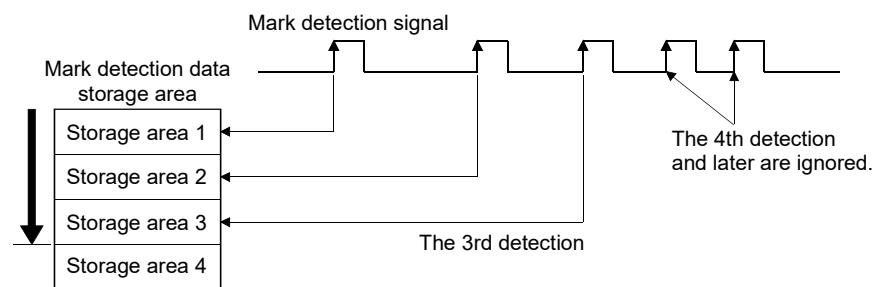 Mark detection signal
Mark detection data
storage area
Storage area 1
Storage area 2
Storage area 3
Storage area 4
The 3rd detection
The 4th detection
and later are ignored.